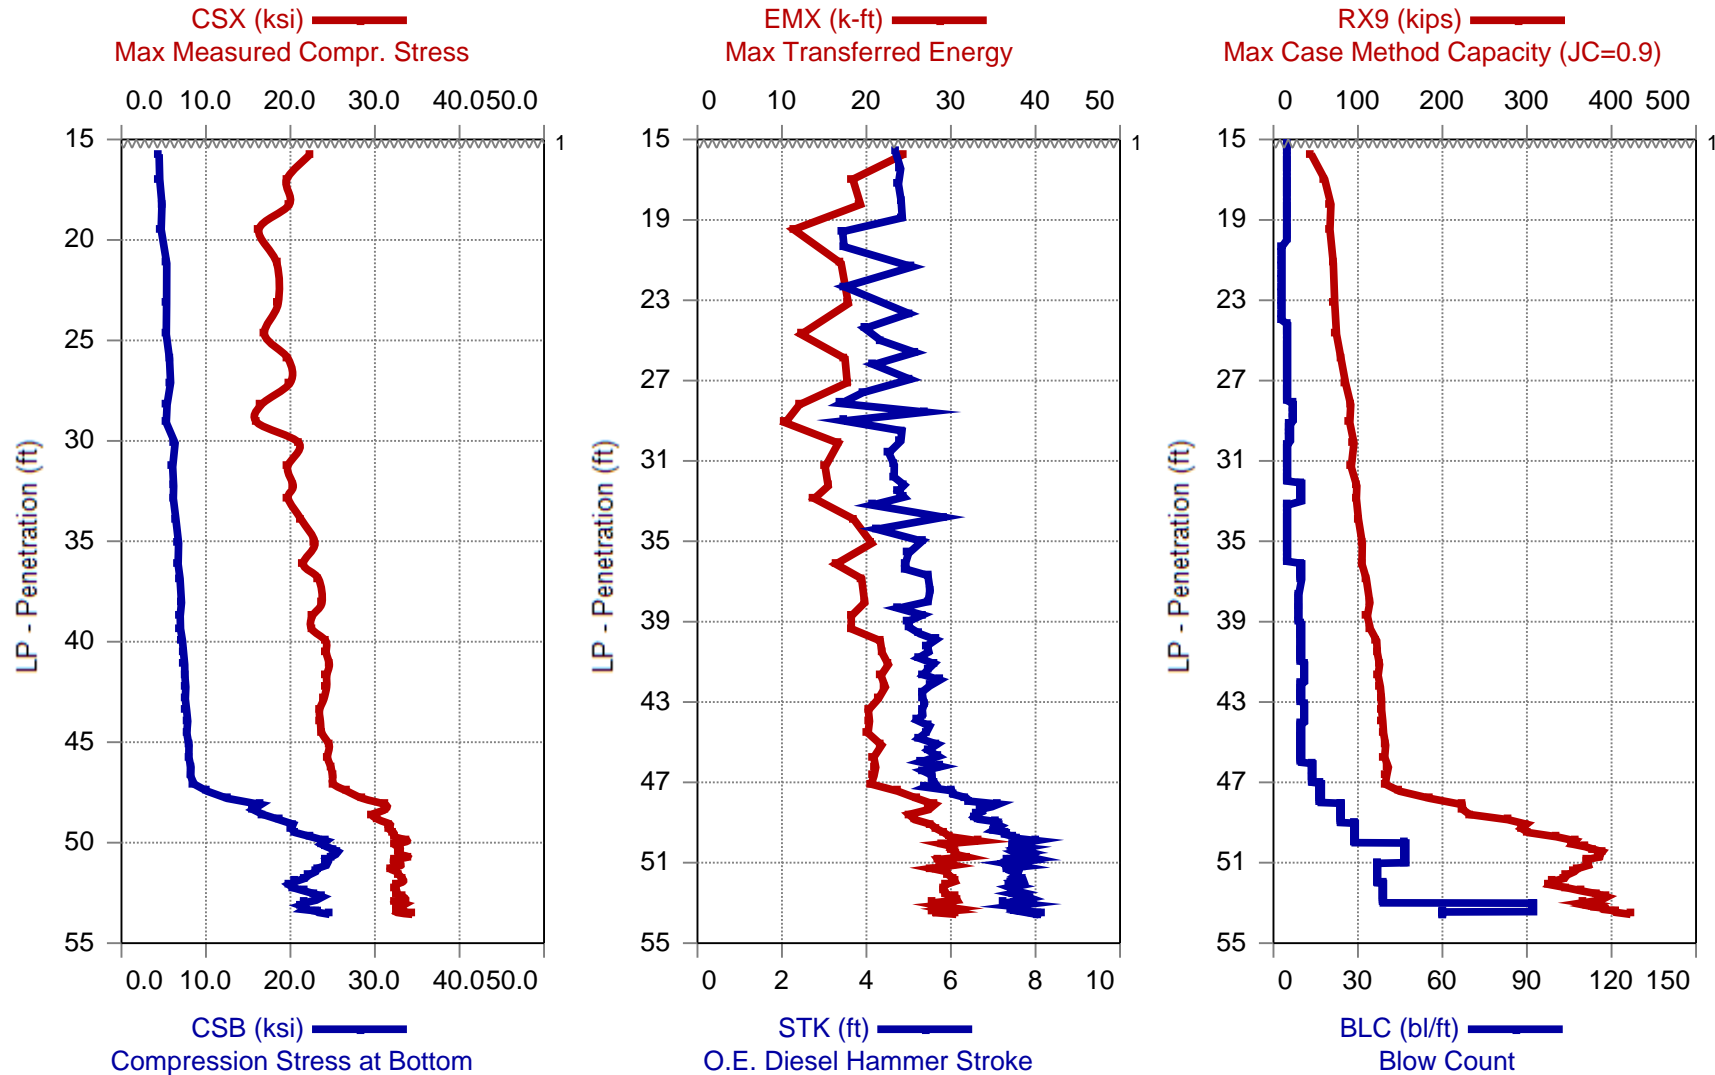 CSX (ksi)
Max Measured Compr. Stress
EMX (k-ft)
Max Transferred Energy
RX9 (kips)
Max Case Method Capacity (JC=0.9)
0.0 10.0 20.0 30.0 40.0 50.0
0 10 20 30 40 50
0 100 200 300 400 500
15
20
25
30
35
40
45
50
55
LP - Penetration (ft)
1
15
19
23
27
31
35
39
43
47
51
55
LP - Penetration (ft)
1
15
19
23
27
31
35
39
43
47
51
55
LP - Penetration (ft)
1
0.0 10.0 20.0 30.0 40.0 50.0
0 2 4 6 8 10
0 30 60 90 120 150
CSB (ksi)
Compression Stress at Bottom
STK (ft)
O.E. Diesel Hammer Stroke
BLC (bl/ft)
Blow Count